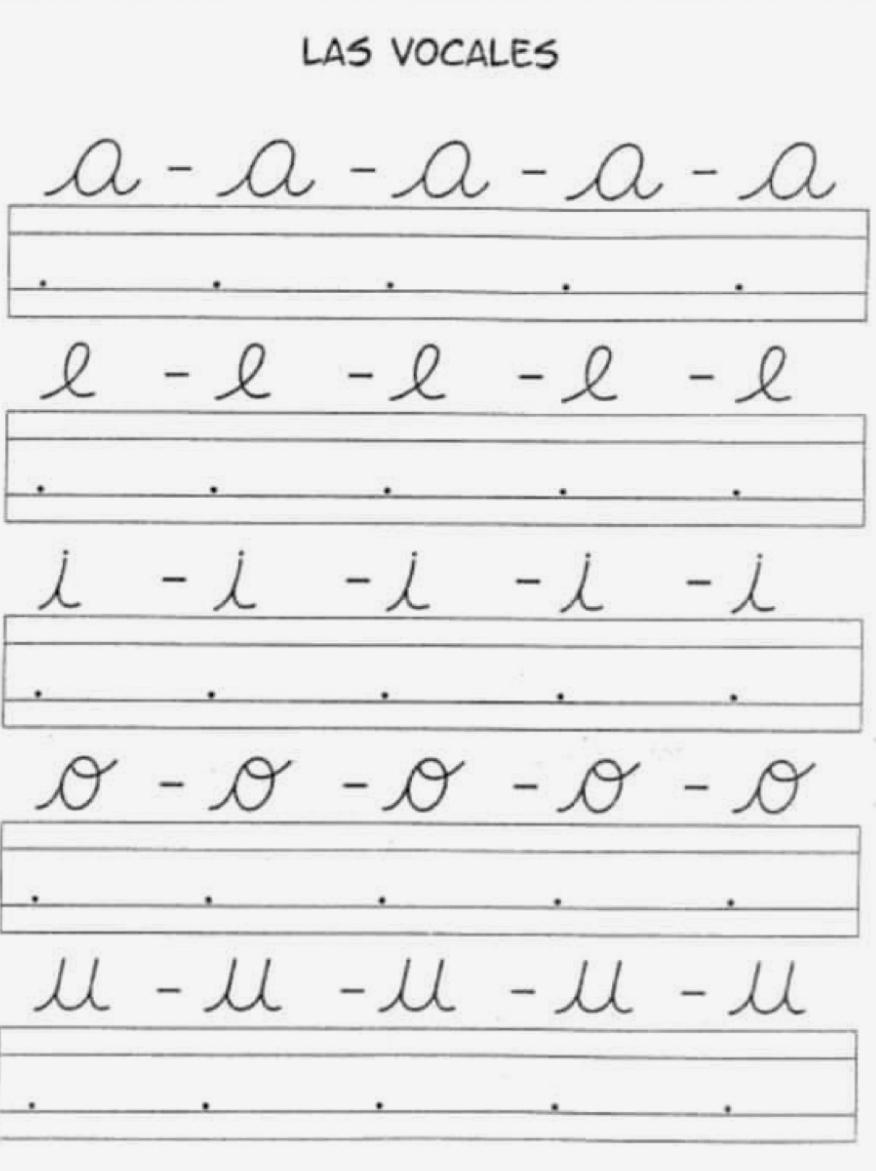 LAS VOCALES
a - a - a - a - a
e - e - e - e - e
i - i - i - i - i
o - o - o - o - o
u - u - u - u - u